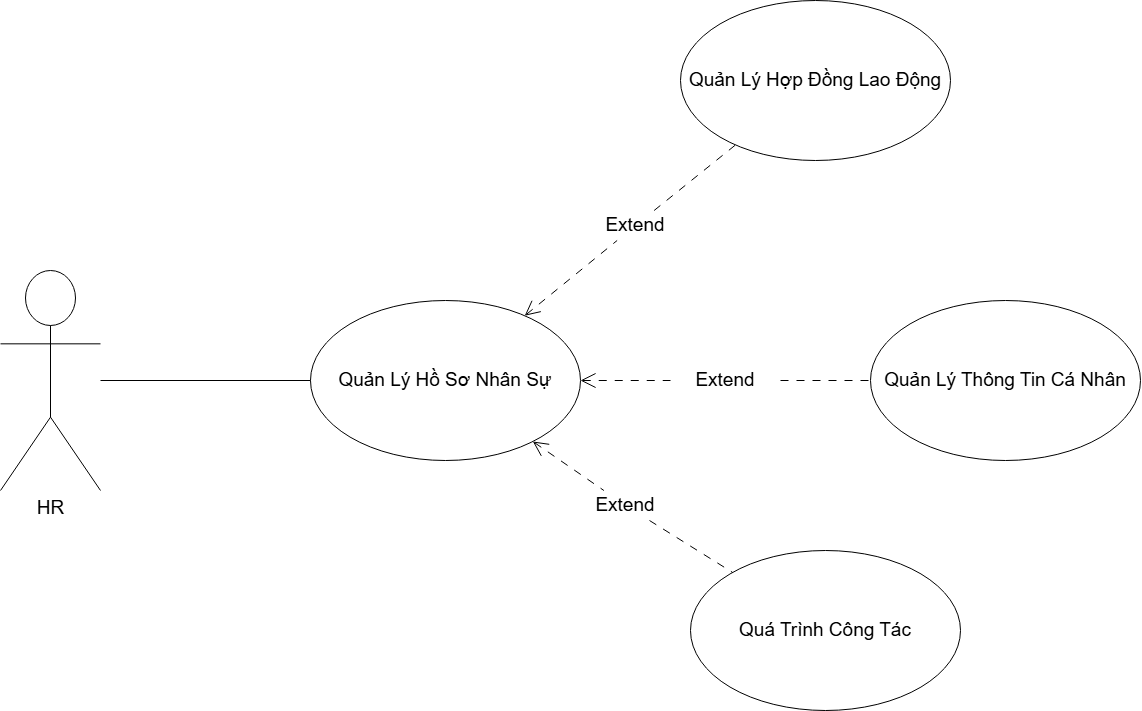 Quản Lý Hợp Đồng Lao Động
Extend
Quản Lý Hồ Sơ Nhân Sự
Extend
Quản Lý Thông Tin Cá Nhân
HR
Extend
Quá Trình Công Tác